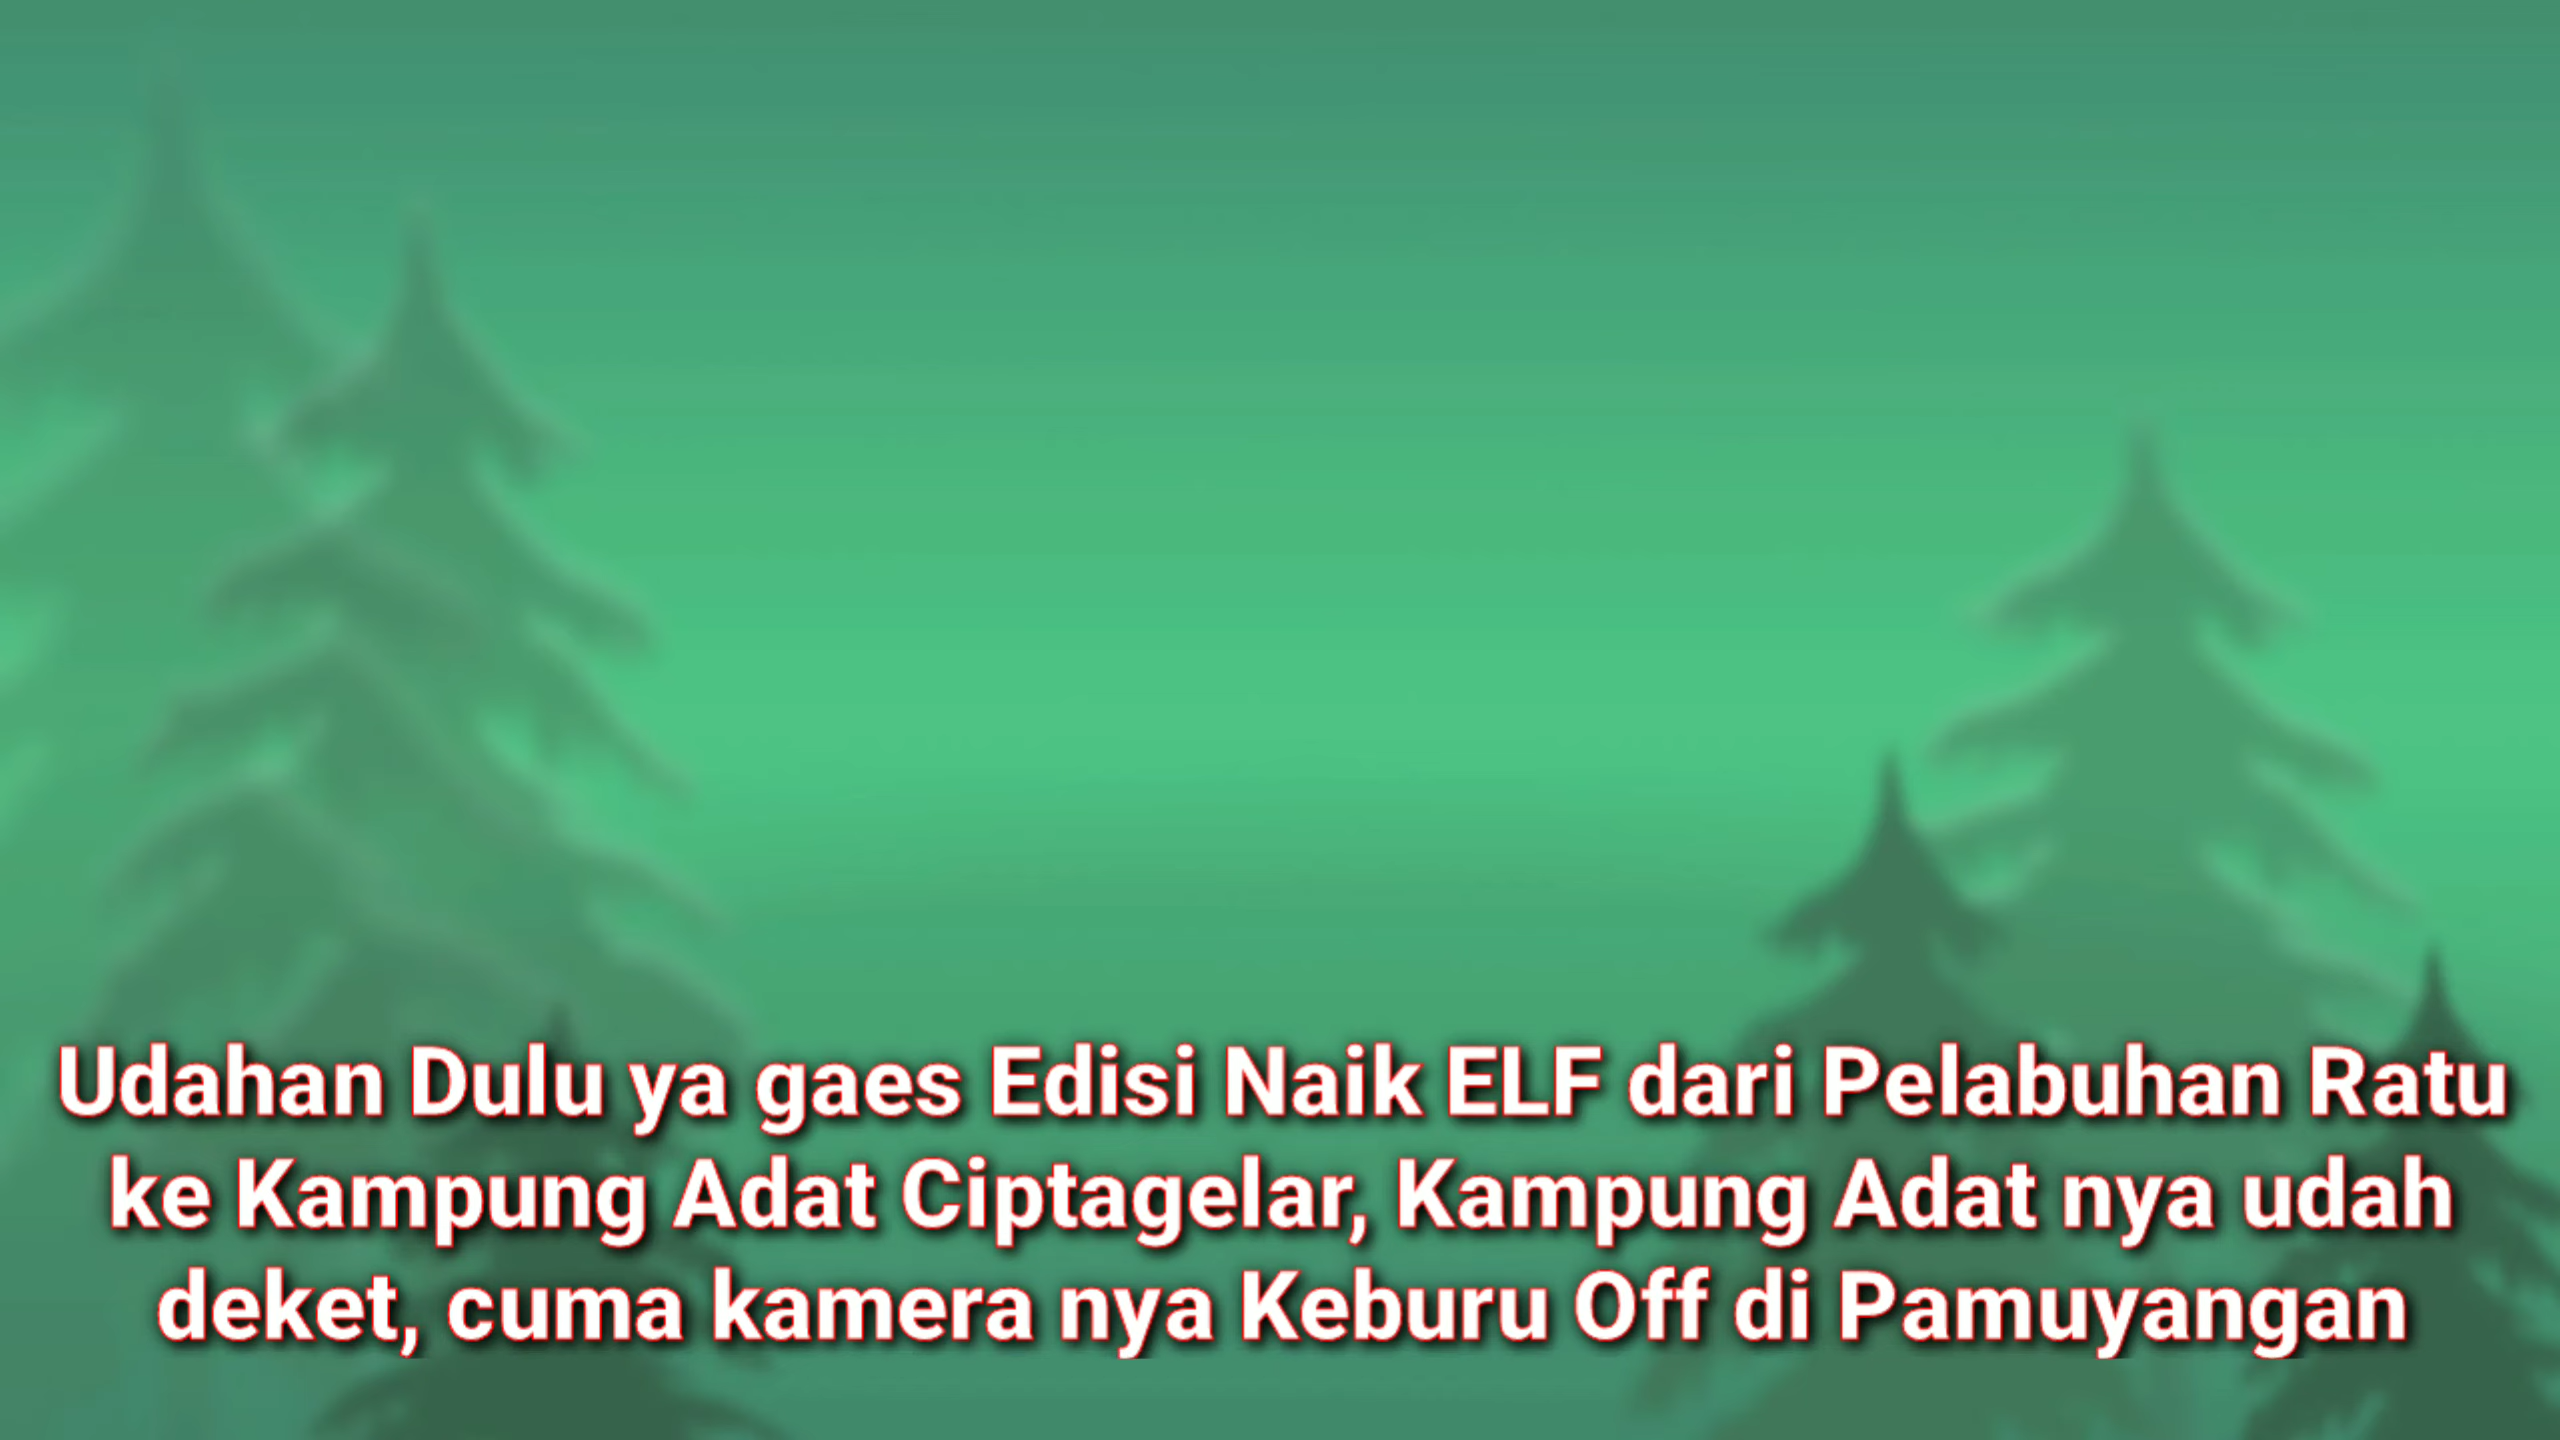 Udahan Dulu ya gaes Edisi Naik ELF dari Pelabuhan Ratu
ke Kampung Adat Ciptagelar, Kampung Adat nya udah
deket, cuma kamera nya Keburu Off di Pamuyangan